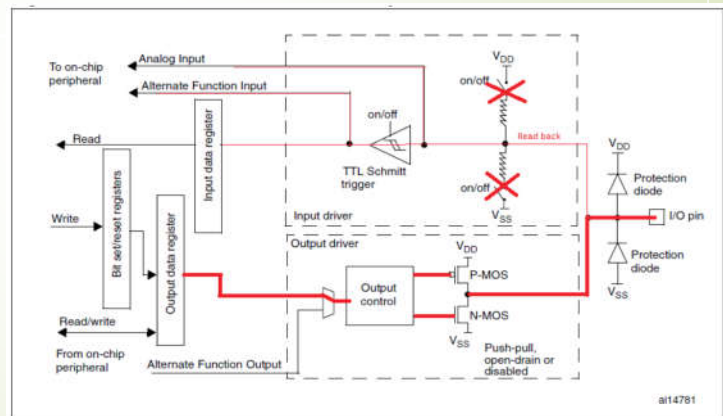 To on-chip
peripheral
Analog Input
Alternate Function Input
Read
Write
Bit set/reset registers
Input data register
Output data register
Read/write
From on-chip
peripheral
Alternate Function Output
on/off
TTL Schmitt
trigger
Input driver
VDD
on/off
Read back
on/off
VSS
Output driver
Output
control
VDD
P-MOS
N-MOS
VSS
Push-pull,
open-drain or
disabled
VDD
Protection
diode
I/O pin
Protection
diode
VSS
ai14781